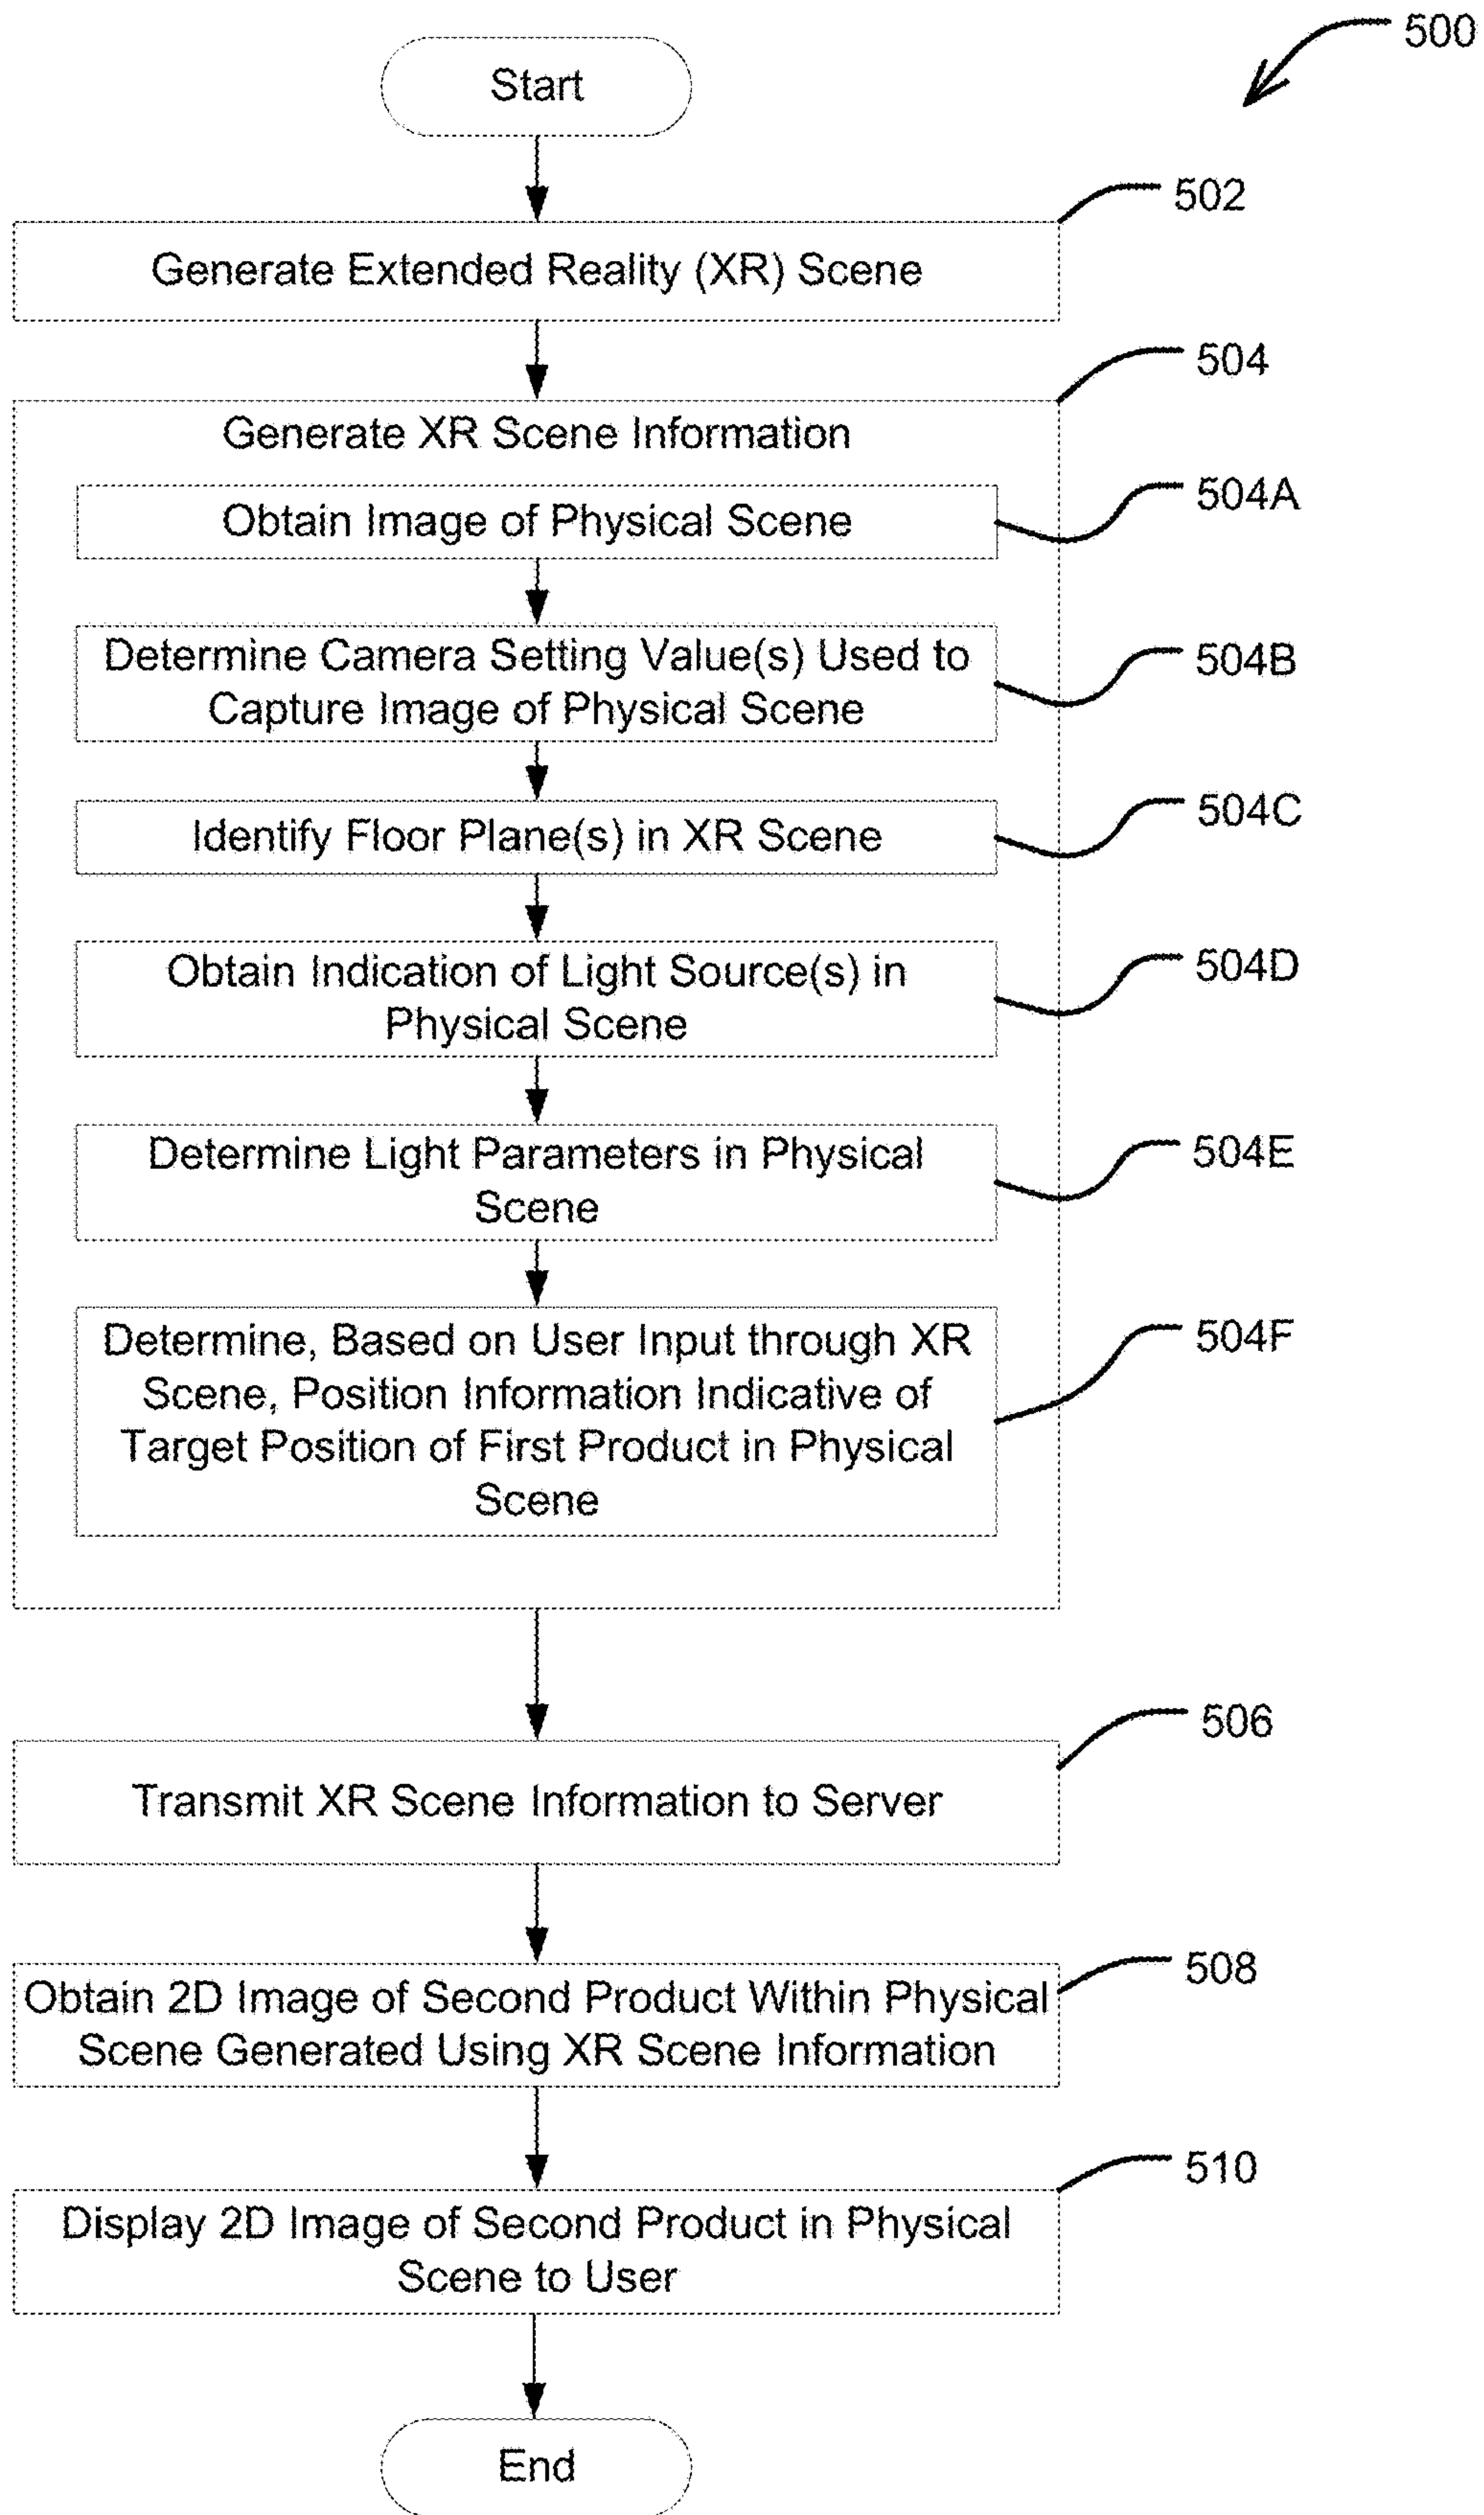 500
Start
502
Generate Extended Reality (XR) Scene
504
Generate XR Scene Information
504A
Obtain Image of Physical Scene
504B
Determine Camera Setting Value(s) Used to
Capture Image of Physical Scene
504C
Identify Floor Plane(s) in XR Scene
504D
Obtain Indication of Light Source(s) in
Physical Scene
504E
Determine Light Parameters in Physical
Scene
504F
Determine, Based on User Input through XR
Scene, Position Information Indicative of
Target Position of First Product in Physical
Scene
506
Transmit XR Scene Information to Server
508
Obtain 2D Image of Second Product Within Physical
Scene Generated Using XR Scene Information
510
Display 2D Image of Second Product in Physical
Scene to User
End